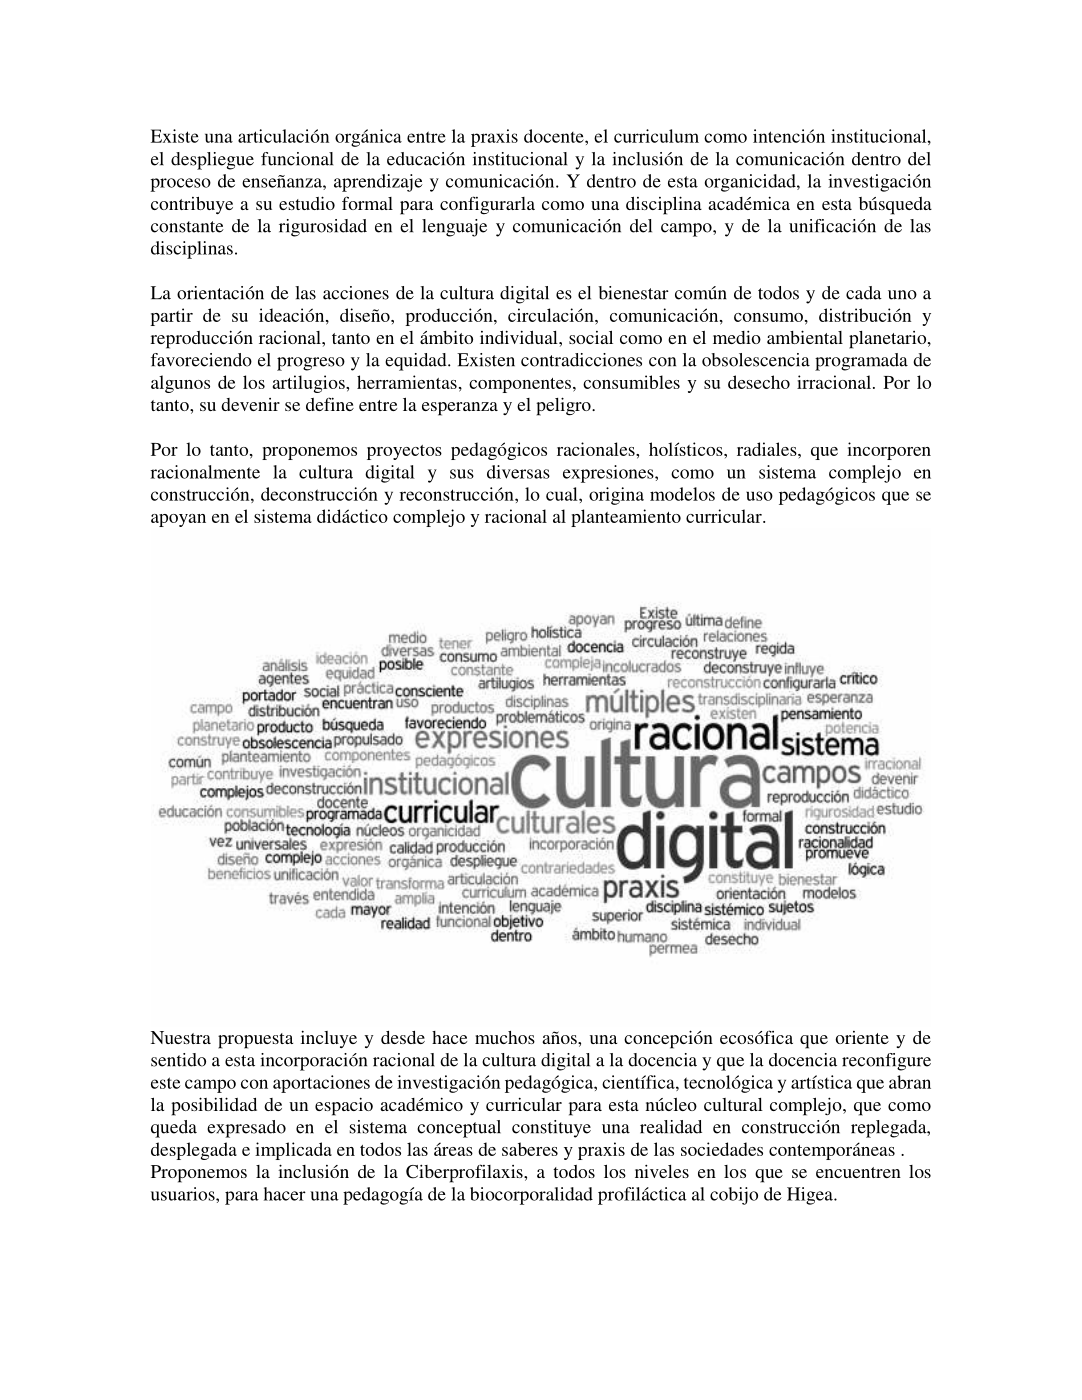 Existe una articulación orgánica entre la praxis docente, el curriculum como intención institucional,
el despliegue funcional de la educación institucional y la inclusión de la comunicación dentro del
proceso de enseñanza, aprendizaje y comunicación. Y dentro de esta organicidad, la investigación
contribuye a su estudio formal para configurarla como una disciplina académica en esta búsqueda
constante de la rigurosidad en el lenguaje y comunicación del campo, y de la unificación de las
disciplinas.
La orientación de las acciones de la cultura digital es el bienestar común de todos y de cada uno a
partir de su ideación, diseño, producción, circulación, comunicación, consumo, distribución y
reproducción racional, tanto en el ámbito individual, social como en el medio ambiental planetario,
favoreciendo el progreso y la equidad. Existen contradicciones con la obsolescencia programada de
algunos de los artilugios, herramientas, componentes, consumibles y su desecho irracional. Por lo
tanto, su devenir se define entre la esperanza y el peligro.
Por lo tanto, proponemos proyectos pedagógicos racionales, holísticos, radiales, que incorporen
racionalmente la cultura digital y sus diversas expresiones, como un sistema complejo en
construcción, deconstrucción y reconstrucción, lo cual, origina modelos de uso pedagógicos que se
apoyan en el sistema didáctico complejo y racional al planteamiento curricular.
apoyan Existe
progreso última define
medio tener peligro holística circulación relaciones
ideación diversas consumo ambiental docencia reconstruye regida
análisis equidad posible constante compleja incolucrados deconstruye influye
agentes artilugios herramientas reconstrucción configurarla crítico
portador social práctica consciente
campo distribución encuentran uso productos disciplinas múltiples transdisciplinaria esperanza
planetario producto búsqueda favoreciendo problemáticos origina existen pensamiento
construye obsolescencia propulsado expresiones racional sistema potencia
común planteamiento componentes pedagógicos irracional
partir contribuye investigación institucional cultura campos devenir
complejos deconstrucción reproducción didáctico
docente
educación consumibles programada curricular culturales digital formal rigurosidad estudio
población tecnología núcleos organicidad construcción
vez universales expresión calidad producción incorporación racionalidad
promueve
diseño complejo acciones orgánica despliegue contrariedades lógica
beneficios unificación valor transforma articulación praxis constituye bienestar
través entendida amplia curriculum académica orientación modelos
cada mayor intención lenguaje superior disciplina sistémico sujetos
realidad funcional objetivo sistémica individual
dentro ámbito humano desecho
permea
Nuestra propuesta incluye y desde hace muchos años, una concepción ecosófica que oriente y de
sentido a esta incorporación racional de la cultura digital a la docencia y que la docencia reconfigure
este campo con aportaciones de investigación pedagógica, científica, tecnológica y artística que abran
la posibilidad de un espacio académico y curricular para esta núcleo cultural complejo, que como
queda expresado en el sistema conceptual constituye una realidad en construcción replegada,
desplegada e implicada en todos las áreas de saberes y praxis de las sociedades contemporáneas .
Proponemos la inclusión de la Ciberprofilaxis, a todos los niveles en los que se encuentren los
usuarios, para hacer una pedagogía de la biocorporalidad profiláctica al cobijo de Higea.